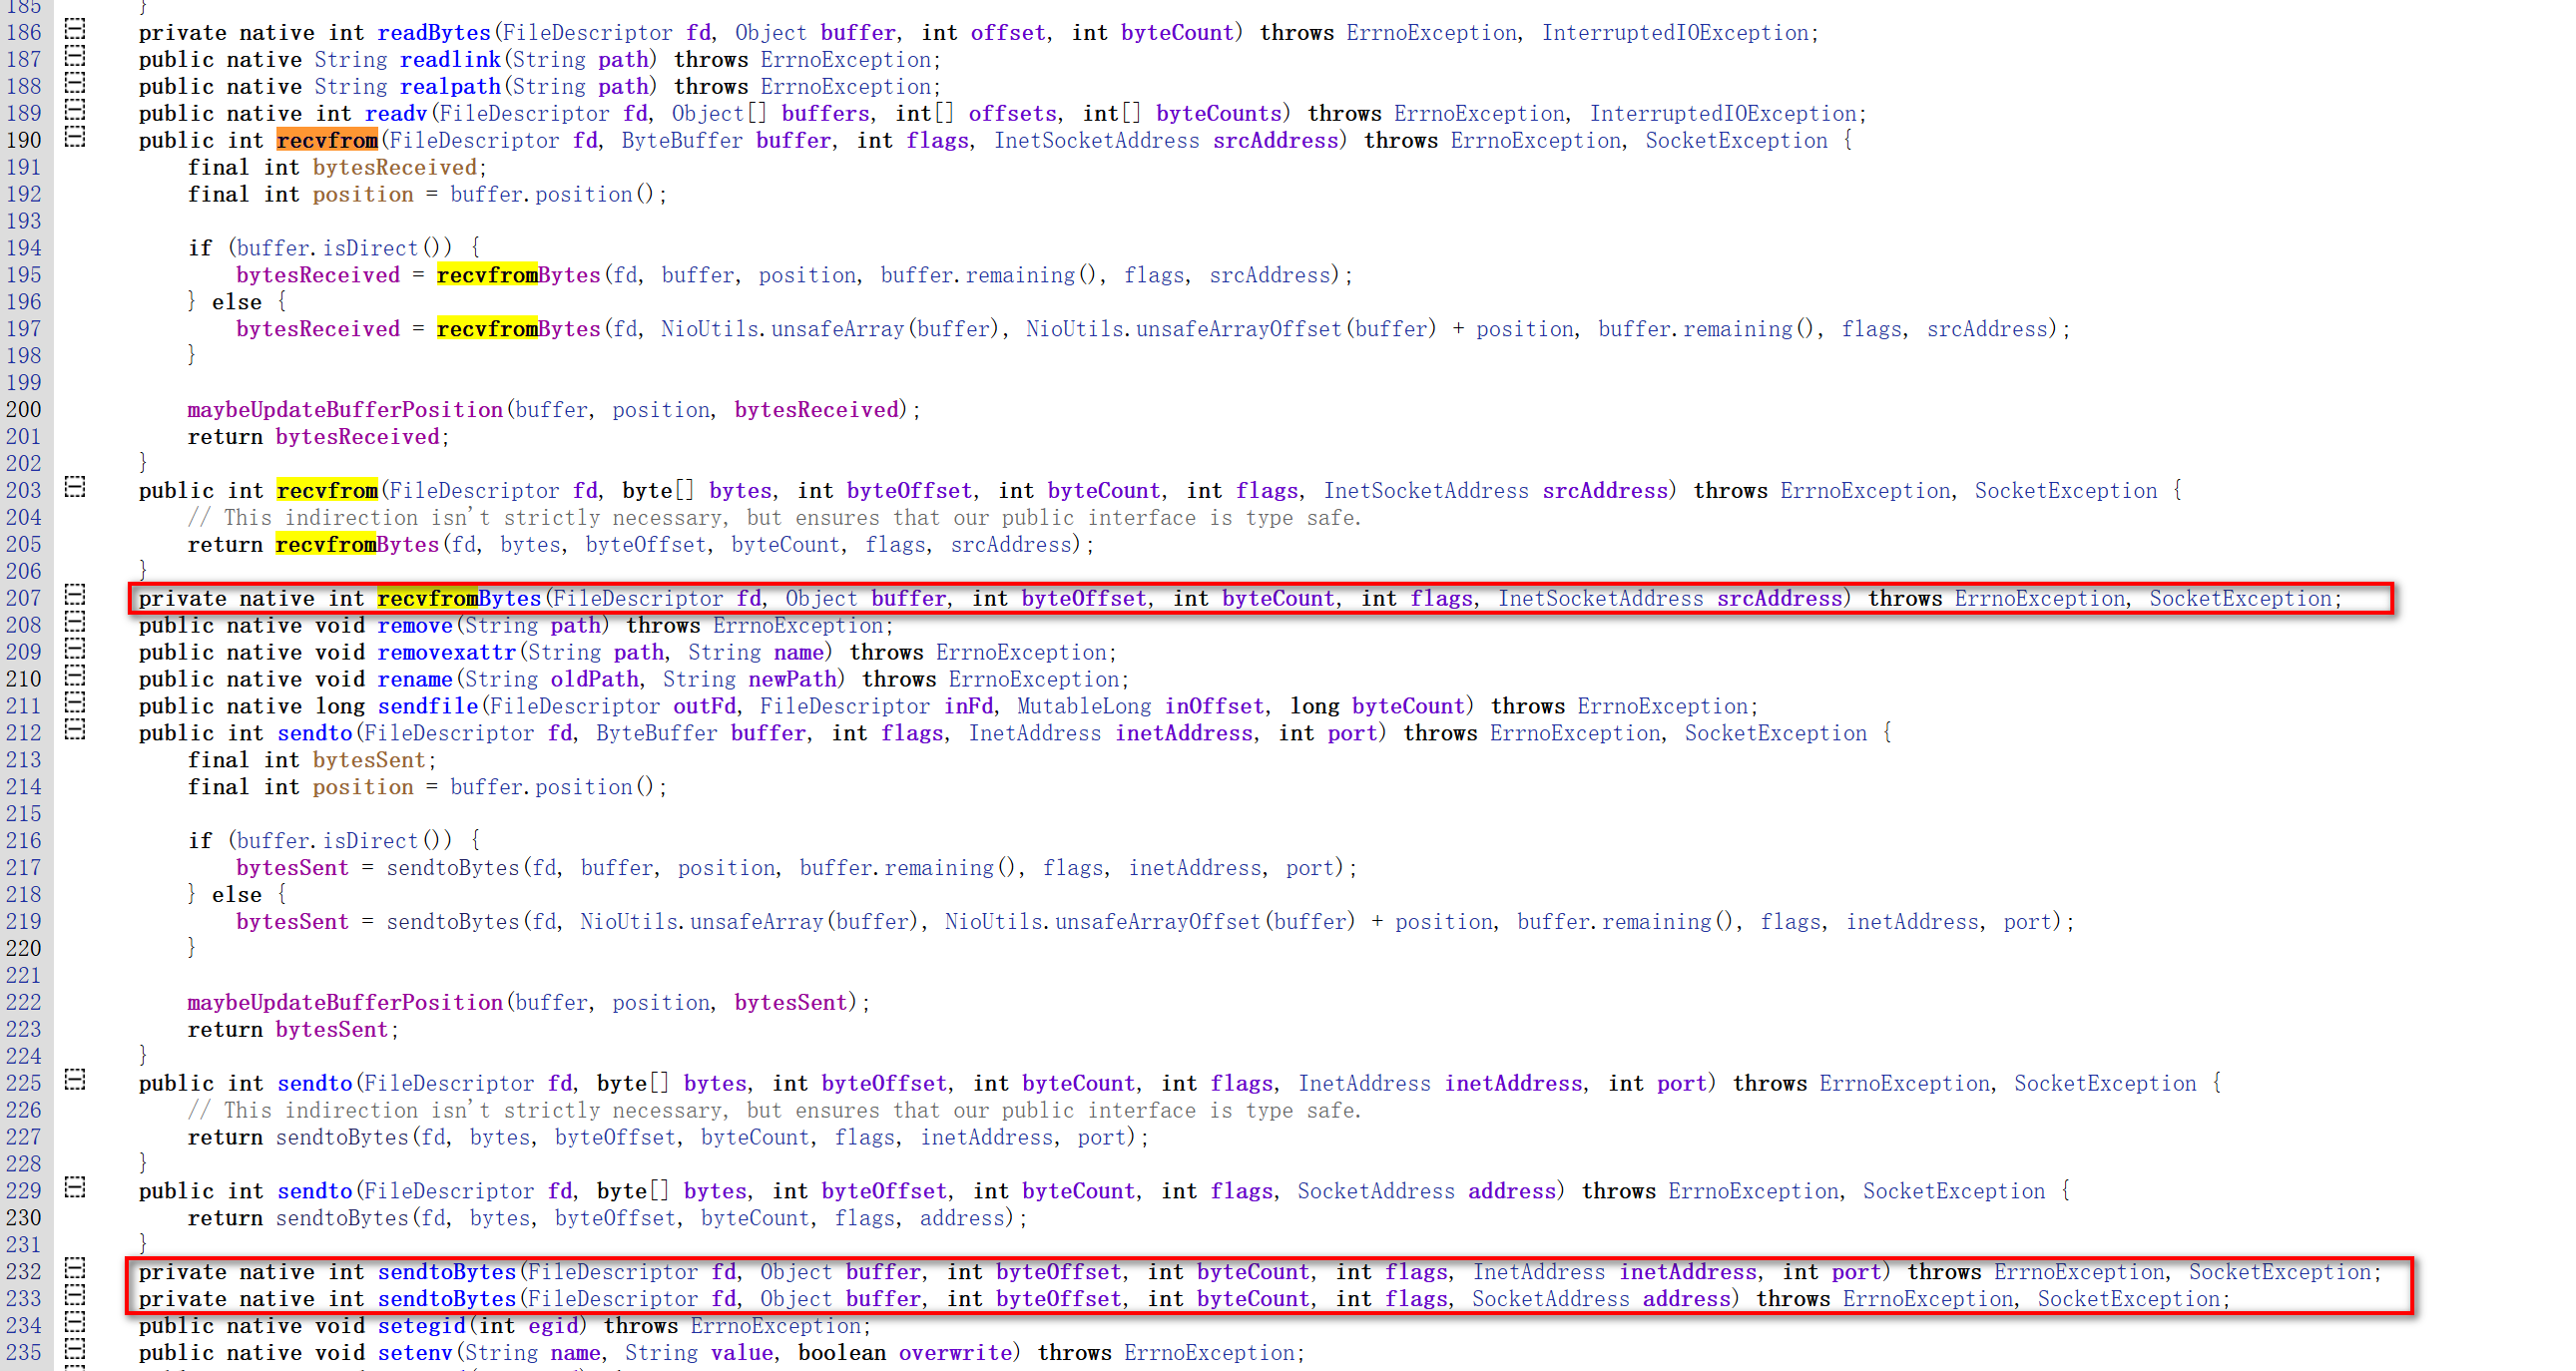 185 }
186 private native int readBytes(FileDescriptor fd, Object buffer, int offset, int byteCount) throws ErrnoException, InterruptedIOException;
187 public native String readlink(String path) throws ErrnoException;
188 public native String realpath(String path) throws ErrnoException;
189 public native int readv(FileDescriptor fd, Object[] buffers, int[] offsets, int[] byteCounts) throws ErrnoException, InterruptedIOException;
190 public int recvfrom(FileDescriptor fd, ByteBuffer buffer, int flags, InetSocketAddress srcAddress) throws ErrnoException, SocketException {
191 final int bytesReceived;
192 final int position = buffer.position();
193
194 if (buffer.isDirect()) {
195 bytesReceived = recvfromBytes(fd, buffer, position, buffer.remaining(), flags, srcAddress);
196 } else {
197 bytesReceived = recvfromBytes(fd, NioUtils.unsafeArray(buffer), NioUtils.unsafeArrayOffset(buffer) + position, buffer.remaining(), flags, srcAddress);
198 }
199
200 maybeUpdateBufferPosition(buffer, position, bytesReceived);
201 return bytesReceived;
202 }
203 public int recvfrom(FileDescriptor fd, byte[] bytes, int byteOffset, int byteCount, int flags, InetSocketAddress srcAddress) throws ErrnoException, SocketException {
204 // This indirection isn't strictly necessary, but ensures that our public interface is type safe.
205 return recvfromBytes(fd, bytes, byteOffset, byteCount, flags, srcAddress);
206 }
207 private native int recvfromBytes(FileDescriptor fd, Object buffer, int byteOffset, int byteCount, int flags, InetSocketAddress srcAddress) throws ErrnoException, SocketException;
208 public native void remove(String path) throws ErrnoException;
209 public native void removexattr(String path, String name) throws ErrnoException;
210 public native void rename(String oldPath, String newPath) throws ErrnoException;
211 public native long sendfile(FileDescriptor outFd, FileDescriptor inFd, MutableLong inOffset, long byteCount) throws ErrnoException;
212 public int sendto(FileDescriptor fd, ByteBuffer buffer, int flags, InetAddress inetAddress, int port) throws ErrnoException, SocketException {
213 final int bytesSent;
214 final int position = buffer.position();
215
216 if (buffer.isDirect()) {
217 bytesSent = sendtoBytes(fd, buffer, position, buffer.remaining(), flags, inetAddress, port);
218 } else {
219 bytesSent = sendtoBytes(fd, NioUtils.unsafeArray(buffer), NioUtils.unsafeArrayOffset(buffer) + position, buffer.remaining(), flags, inetAddress, port);
220 }
221
222 maybeUpdateBufferPosition(buffer, position, bytesSent);
223 return bytesSent;
224 }
225 public int sendto(FileDescriptor fd, byte[] bytes, int byteOffset, int byteCount, int flags, InetAddress inetAddress, int port) throws ErrnoException, SocketException {
226 // This indirection isn't strictly necessary, but ensures that our public interface is type safe.
227 return sendtoBytes(fd, bytes, byteOffset, byteCount, flags, inetAddress, port);
228 }
229 public int sendto(FileDescriptor fd, byte[] bytes, int byteOffset, int byteCount, int flags, SocketAddress address) throws ErrnoException, SocketException {
230 return sendtoBytes(fd, bytes, byteOffset, byteCount, flags, address);
231 }
232 private native int sendtoBytes(FileDescriptor fd, Object buffer, int byteOffset, int byteCount, int flags, InetAddress inetAddress, int port) throws ErrnoException, SocketException;
233 private native int sendtoBytes(FileDescriptor fd, Object buffer, int byteOffset, int byteCount, int flags, SocketAddress address) throws ErrnoException, SocketException;
234 public native void setegid(int egid) throws ErrnoException;
235 public native void setenv(String name, String value, boolean overwrite) throws ErrnoException;